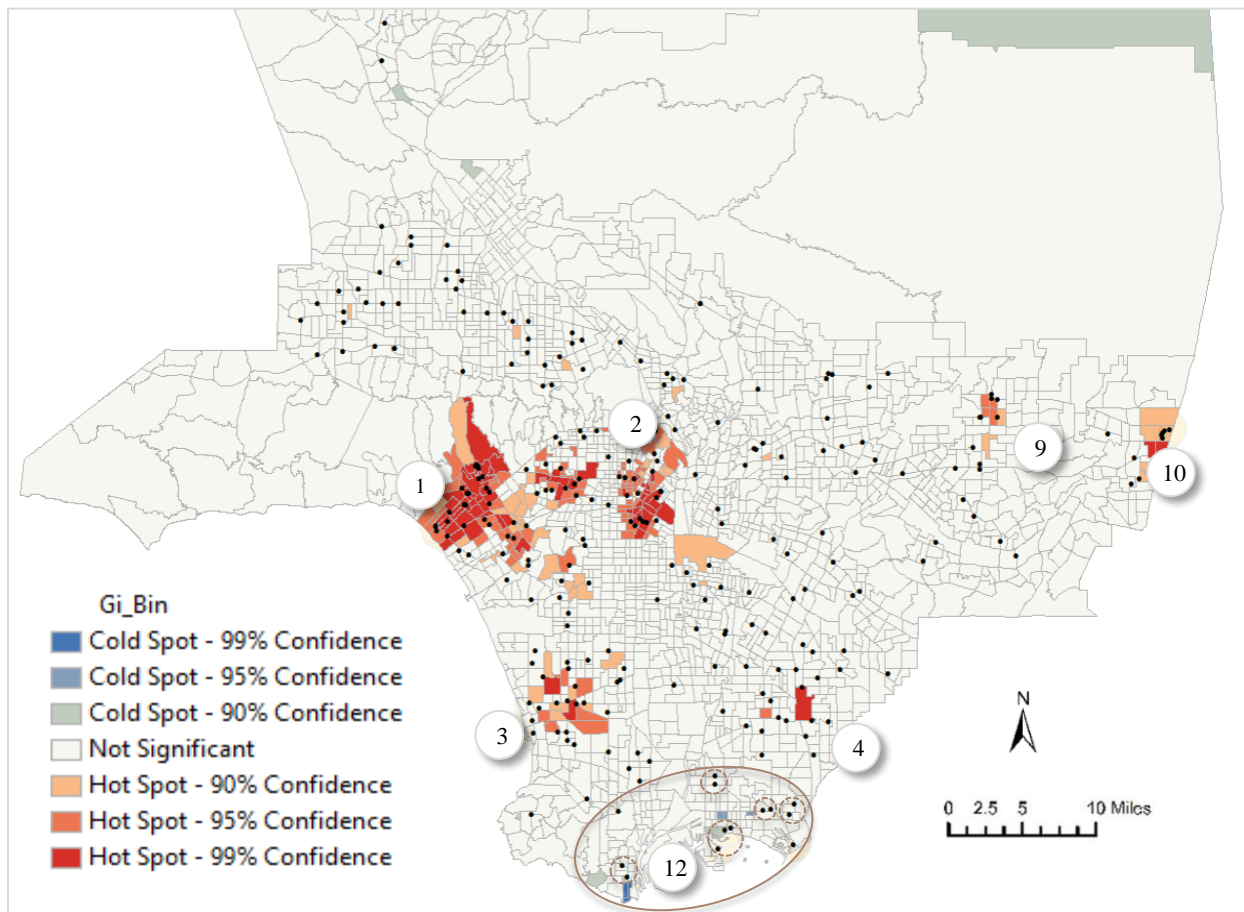 2
9
1
10
Gi_Bin
Cold Spot - 99% Confidence
Cold Spot - 95% Confidence
Cold Spot - 90% Confidence
Not Significant
Hot Spot - 90% Confidence
Hot Spot - 95% Confidence
Hot Spot - 99% Confidence
3
4
N
0 2.5 5 10 Miles
12